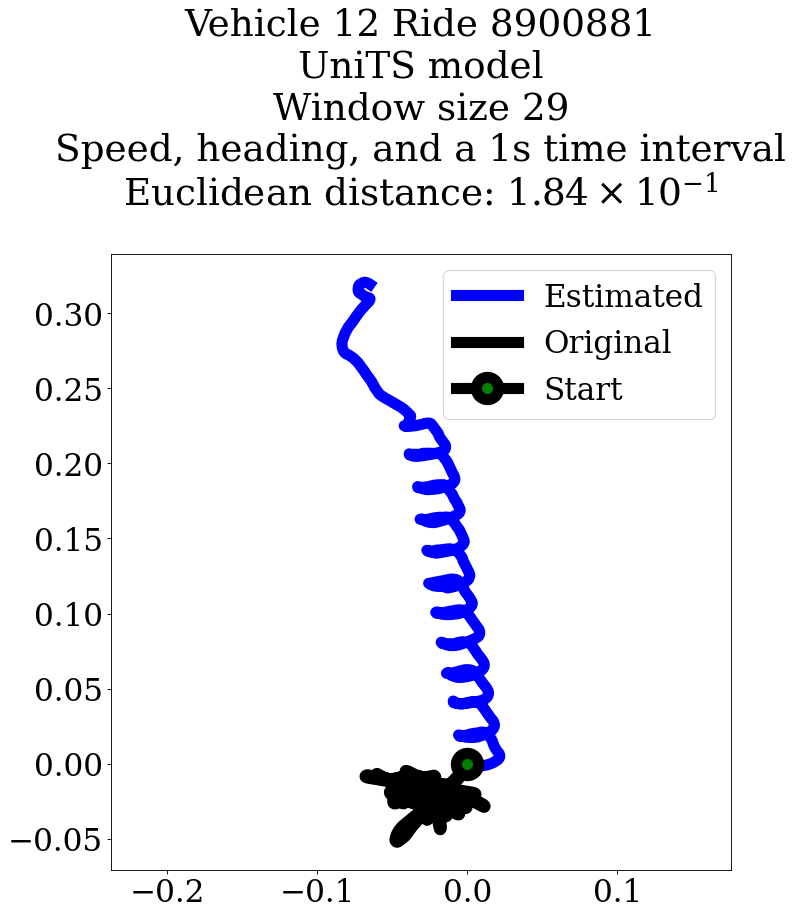 Vehicle 12 Ride 8900881
UniTS model
Window size 29
Speed, heading, and a 1s time interval
Euclidean distance: 1.84 × 10⁻¹
Estimated
Original
Start
0.30
0.25
0.20
0.15
0.10
0.05
0.00
−0.05
−0.2
−0.1
0.0
0.1